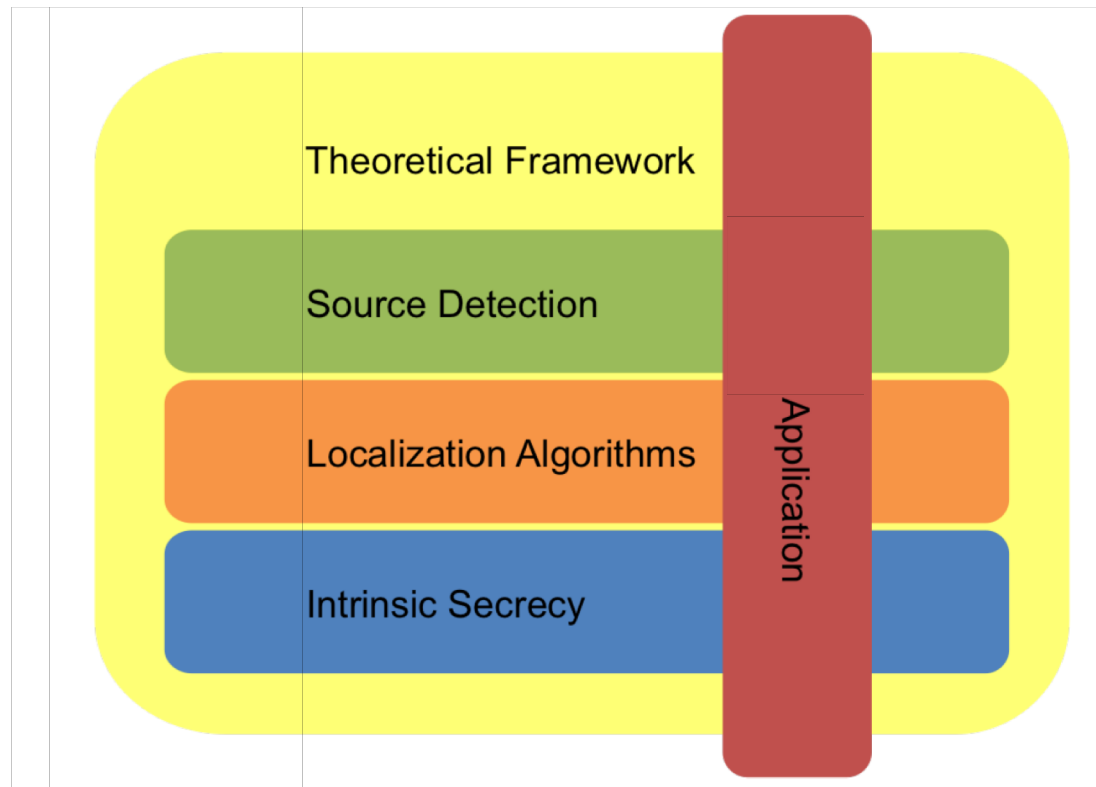 Theoretical Framework
Source Detection
Localization Algorithms
Application
Intrinsic Secrecy